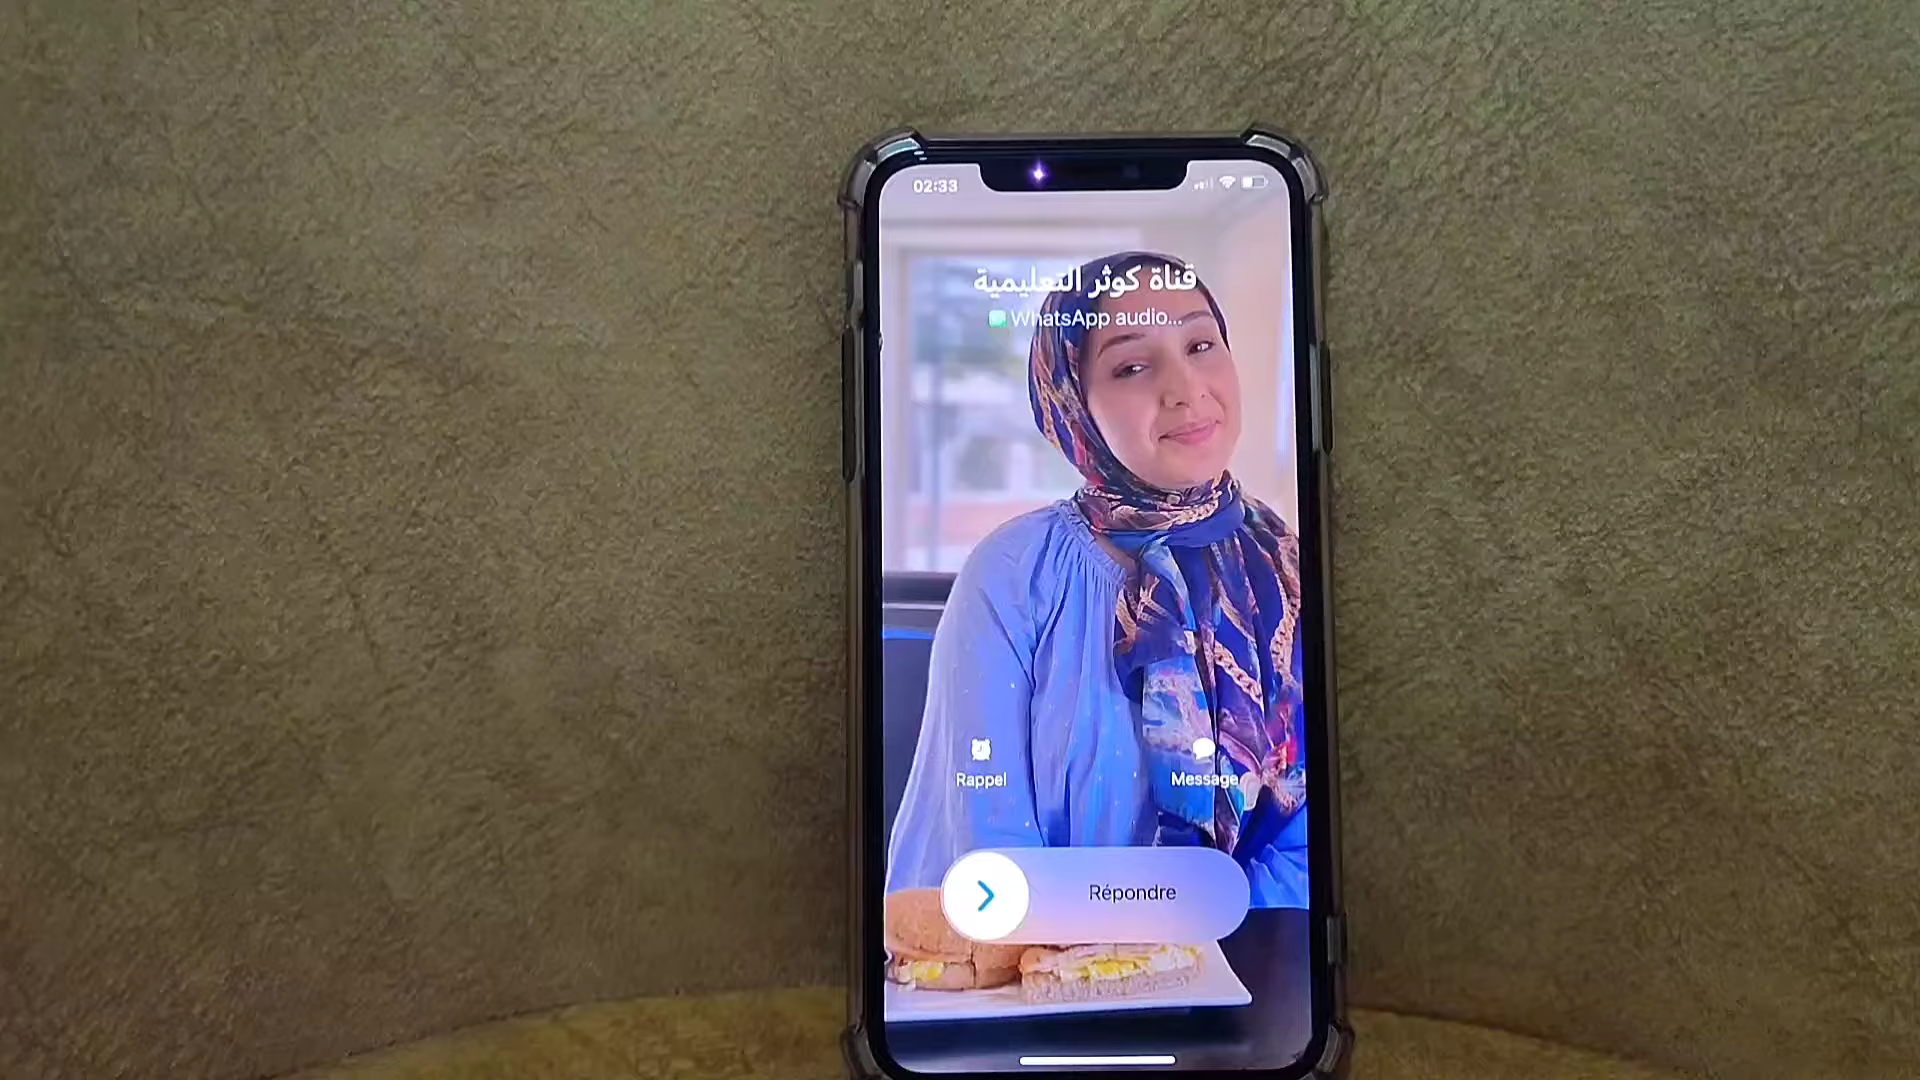 02:33
قناة كوثر التعليمية
WhatsApp audio...
Rappel
Message
Répondre